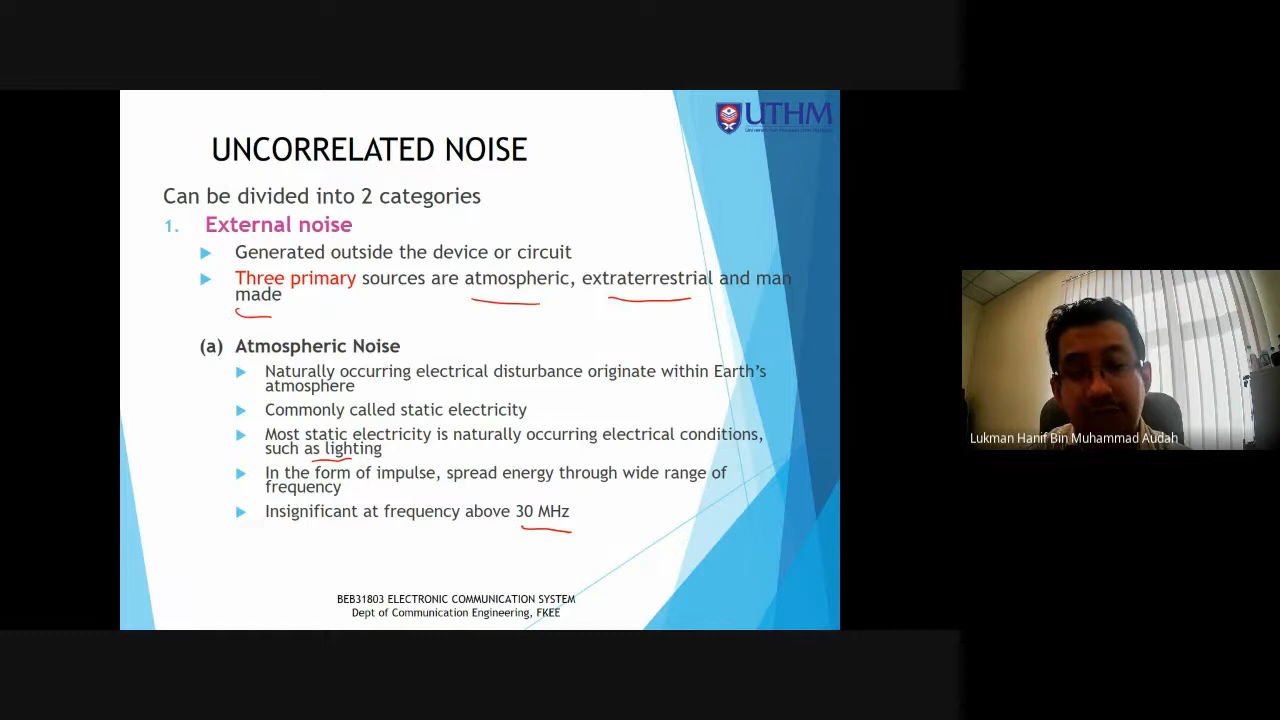 UTHM
UNCORRELATED NOISE
Can be divided into 2 categories
1. External noise
Generated outside the device or circuit
Three primary sources are atmospheric, extraterrestrial and man
made
(a) Atmospheric Noise
Naturally occurring electrical disturbance originate within Earth's
atmosphere
Commonly called static electricity
Most static electricity is naturally occurring electrical conditions,
such as lighting
In the form of impulse, spread energy through wide range of
frequency
Insignificant at frequency above 30 MHz
Lukman Hanif Bin Muhammad Audah
BEB31803 ELECTRONIC COMMUNICATION SYSTEM
Dept of Communication Engineering, FKEE